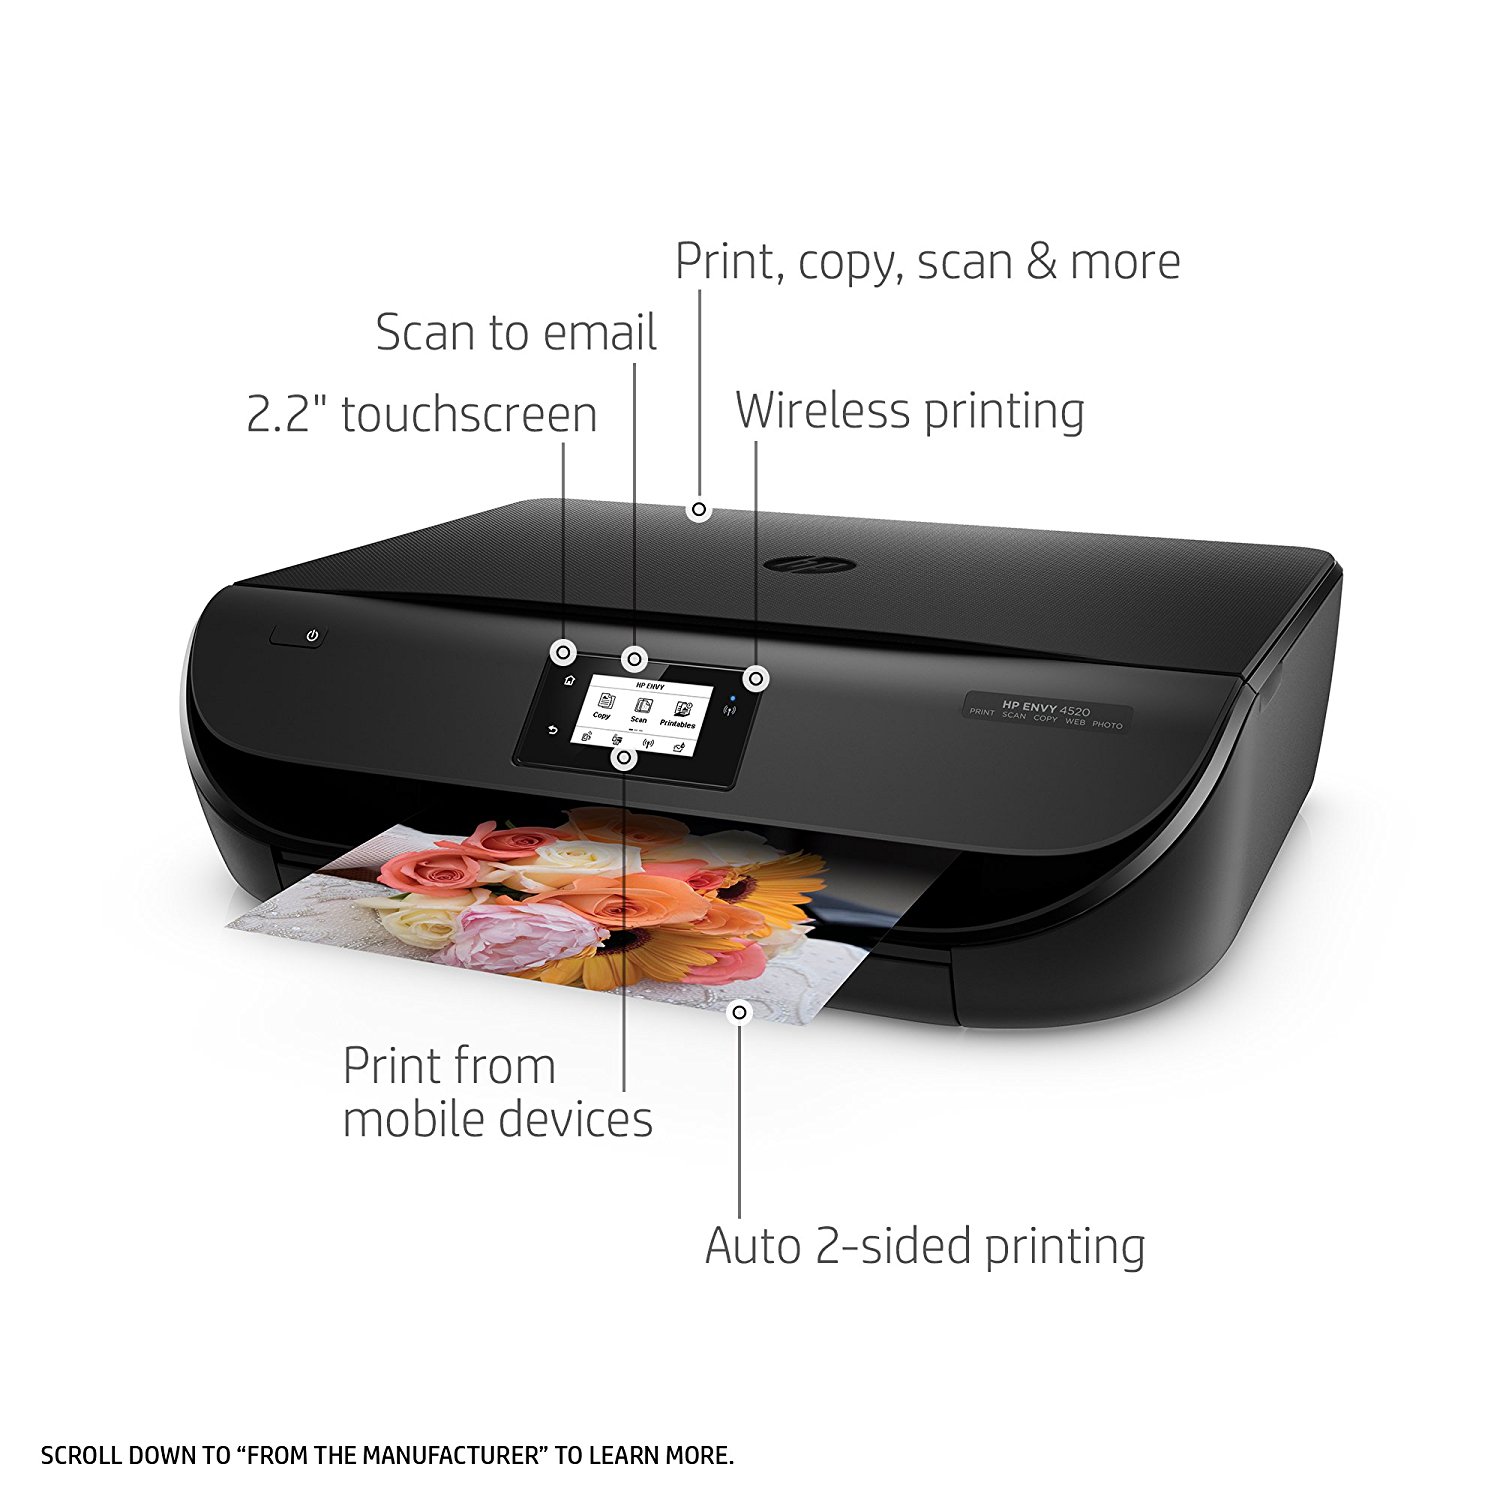 Print, copy, scan & more
Scan to email
2.2" touchscreen
Wireless printing
hp
HP ENVY
Copy
Scan
Printables
HP ENVY 4520
PRINT SCAN COPY WEB PHOTO
Print from
mobile devices
Auto 2-sided printing
SCROLL DOWN TO “FROM THE MANUFACTURER” TO LEARN MORE.